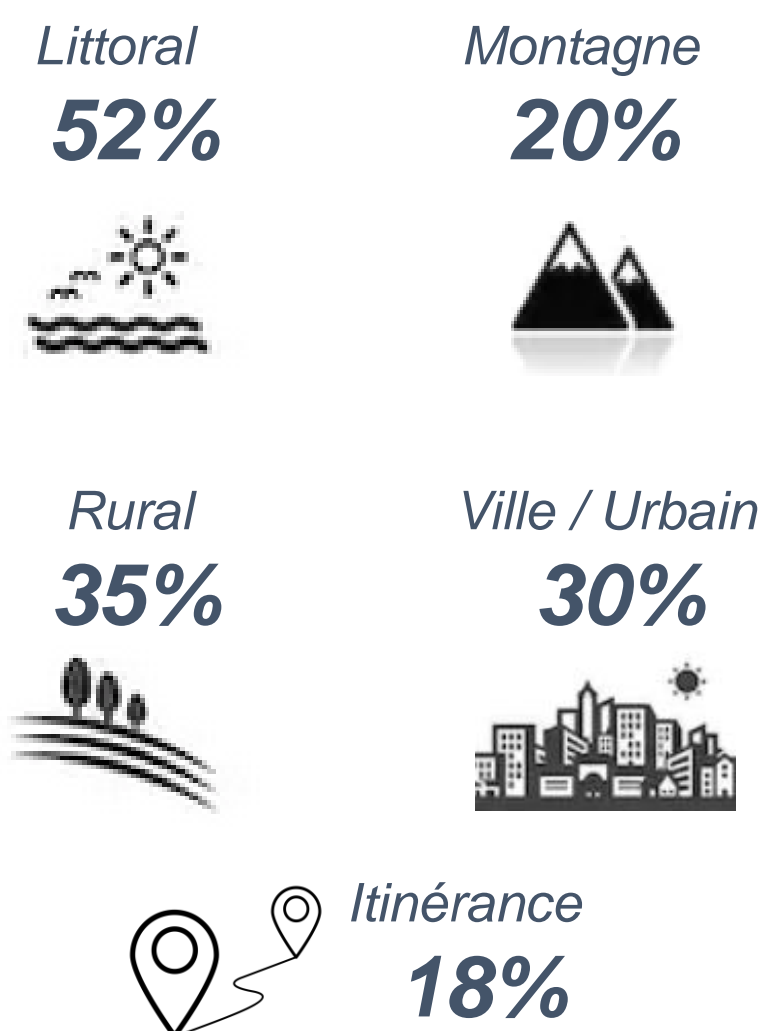 Littoral
52%
Montagne
20%
Rural
35%
Ville / Urbain
30%
Itinérance
18%